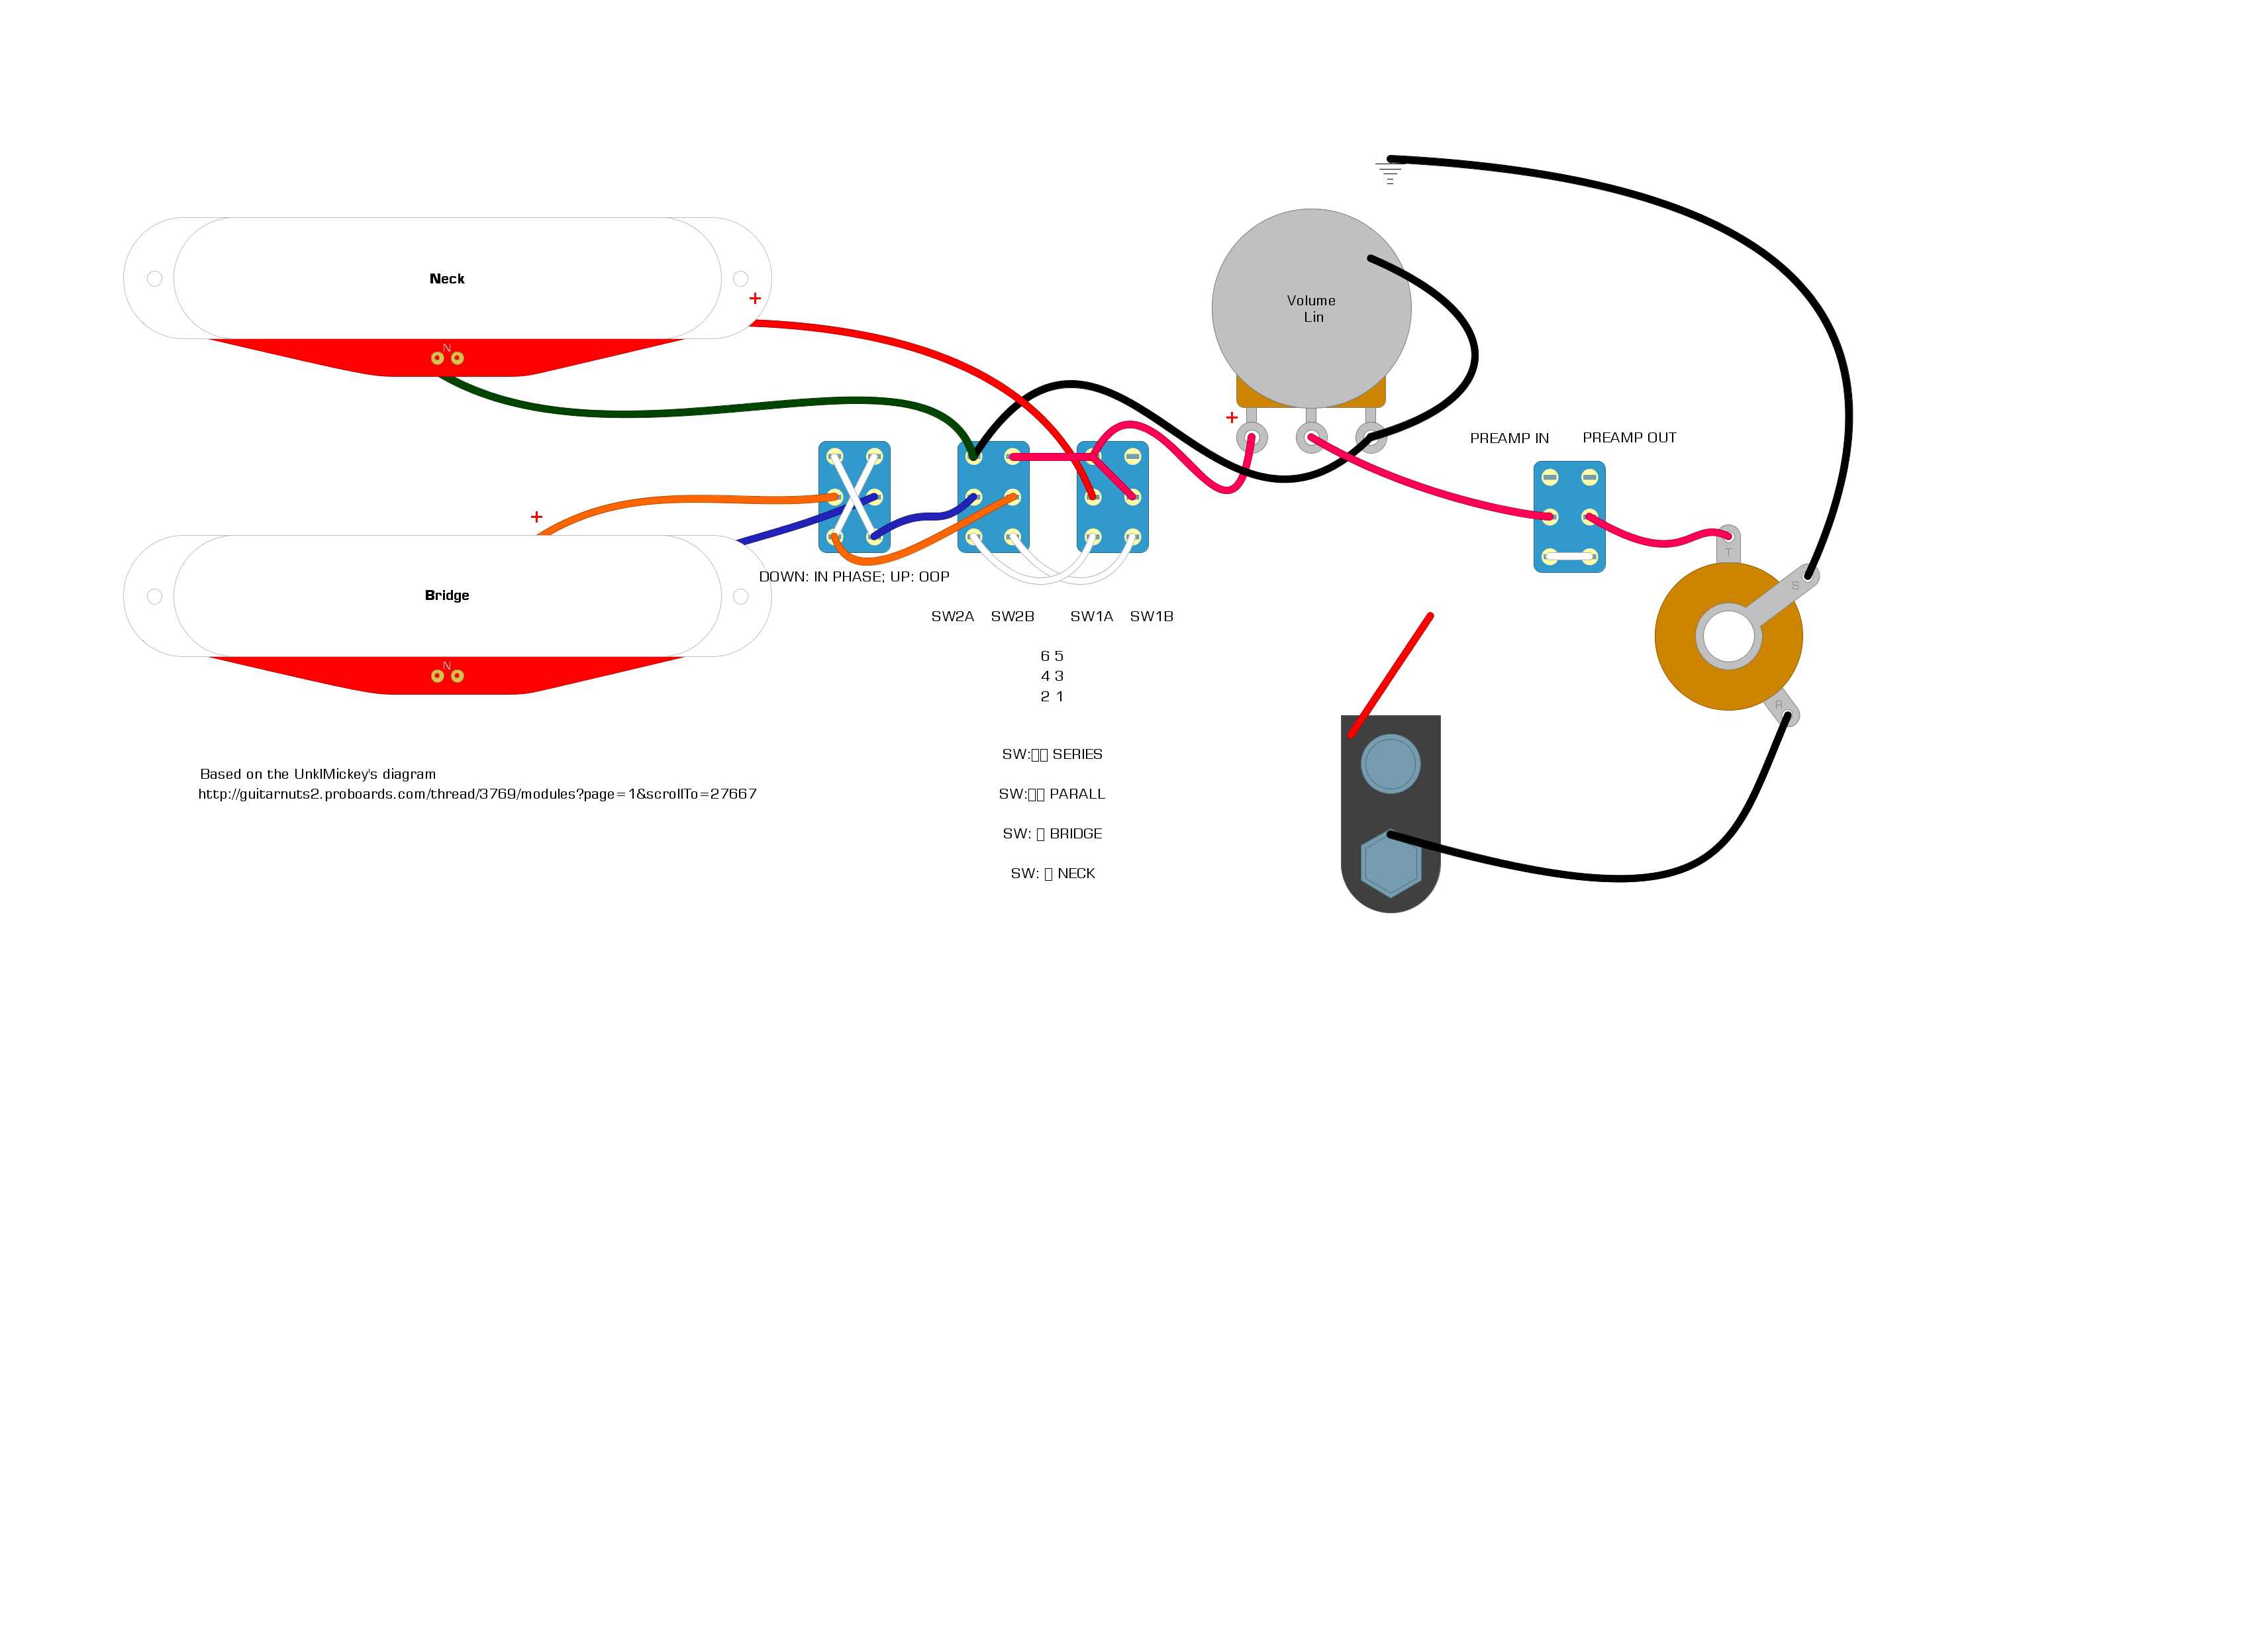 Neck
+
N
Volume
Lin
+
PREAMP IN PREAMP OUT
+
T
S
DOWN: IN PHASE; UP: OOP
Bridge
SW2A SW2B SW1A SW1B
N
6 5
4 3
2 1
R
SW:□□ SERIES
Based on the UnklMickey's diagram
http://guitarnuts2.proboards.com/thread/3769/modules?page=1&scrollTo=27667
SW:□□ PARALL
SW: □ BRIDGE
SW: □ NECK